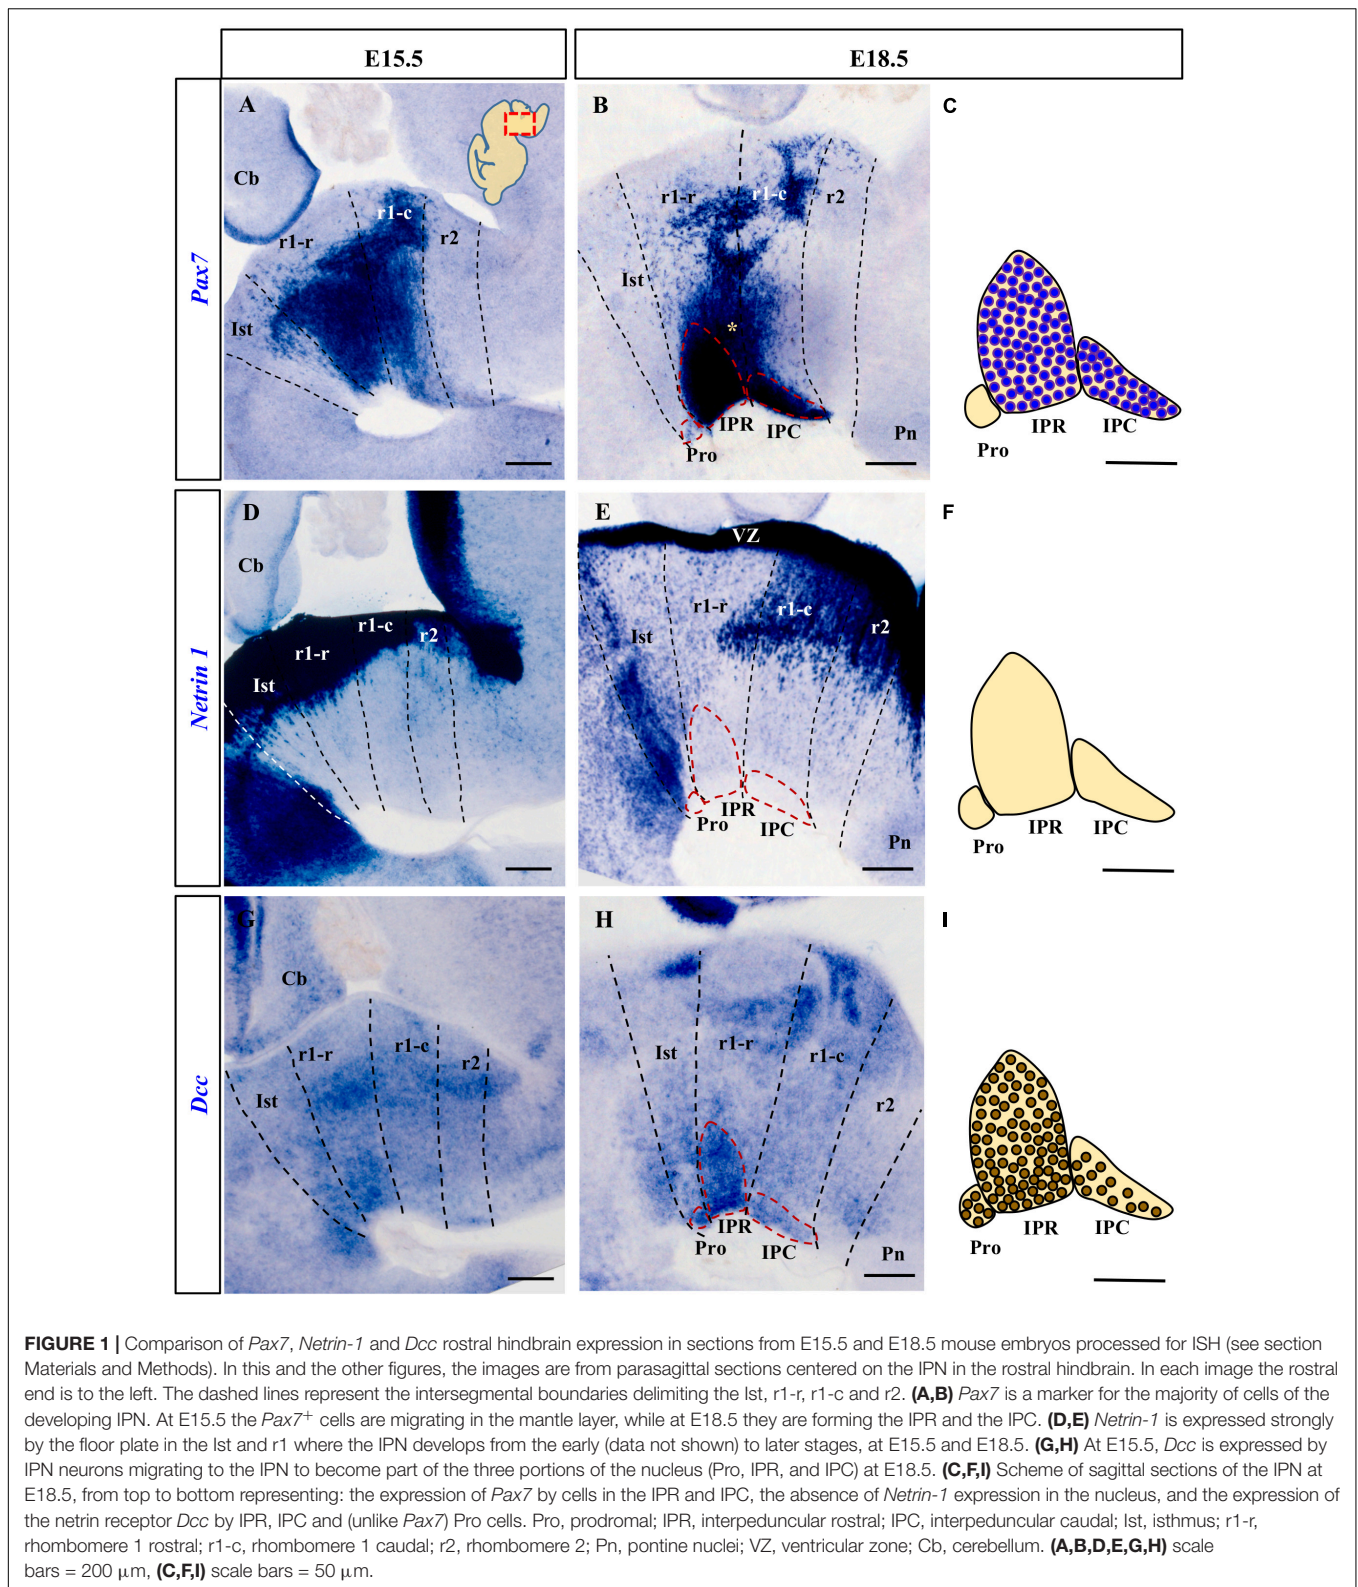 E15.5
E18.5
Pax7
A
Cb
r1-r
r1-c
r2
Ist
B
r1-r
r1-c
r2
Ist
*
IPR
IPC
Pro
Pn
C
Pro
IPR
IPC
Netrin 1
D
Cb
r1-c
r2
r1-r
Ist
E
VZ
r1-r
r1-c
r2
Ist
Pro
IPR
IPC
Pn
F
Pro
IPR
IPC
Dcc
G
Cb
r1-r
r1-c
r2
Ist
H
Ist
r1-r
r1-c
r2
Pro
IPR
IPC
Pn
I
Pro
IPR
IPC
FIGURE 1 | Comparison of Pax7, Netrin-1 and Dcc rostral hindbrain expression in sections from E15.5 and E18.5 mouse embryos processed for ISH (see section
Materials and Methods). In this and the other figures, the images are from parasagittal sections centered on the IPN in the rostral hindbrain. In each image the rostral
end is to the left. The dashed lines represent the intersegmental boundaries delimiting the Ist, r1-r, r1-c and r2. (A,B) Pax7 is a marker for the majority of cells of the
developing IPN. At E15.5 the Pax7+ cells are migrating in the mantle layer, while at E18.5 they are forming the IPR and the IPC. (D,E) Netrin-1 is expressed strongly
by the floor plate in the Ist and r1 where the IPN develops from the early (data not shown) to later stages, at E15.5 and E18.5. (G,H) At E15.5, Dcc is expressed by
IPN neurons migrating to the IPN to become part of the three portions of the nucleus (Pro, IPR, and IPC) at E18.5. (C,F,I) Scheme of sagittal sections of the IPN at
E18.5, from top to bottom representing: the expression of Pax7 by cells in the IPR and IPC, the absence of Netrin-1 expression in the nucleus, and the expression of
the netrin receptor Dcc by IPR, IPC and (unlike Pax7) Pro cells. Pro, prodromal; IPR, interpeduncular rostral; IPC, interpeduncular caudal; Ist, isthmus; r1-r,
rhombomere 1 rostral; r1-c, rhombomere 1 caudal; r2, rhombomere 2; Pn, pontine nuclei; VZ, ventricular zone; Cb, cerebellum. (A,B,D,E,G,H) scale
bars = 200 μm, (C,F,I) scale bars = 50 μm.